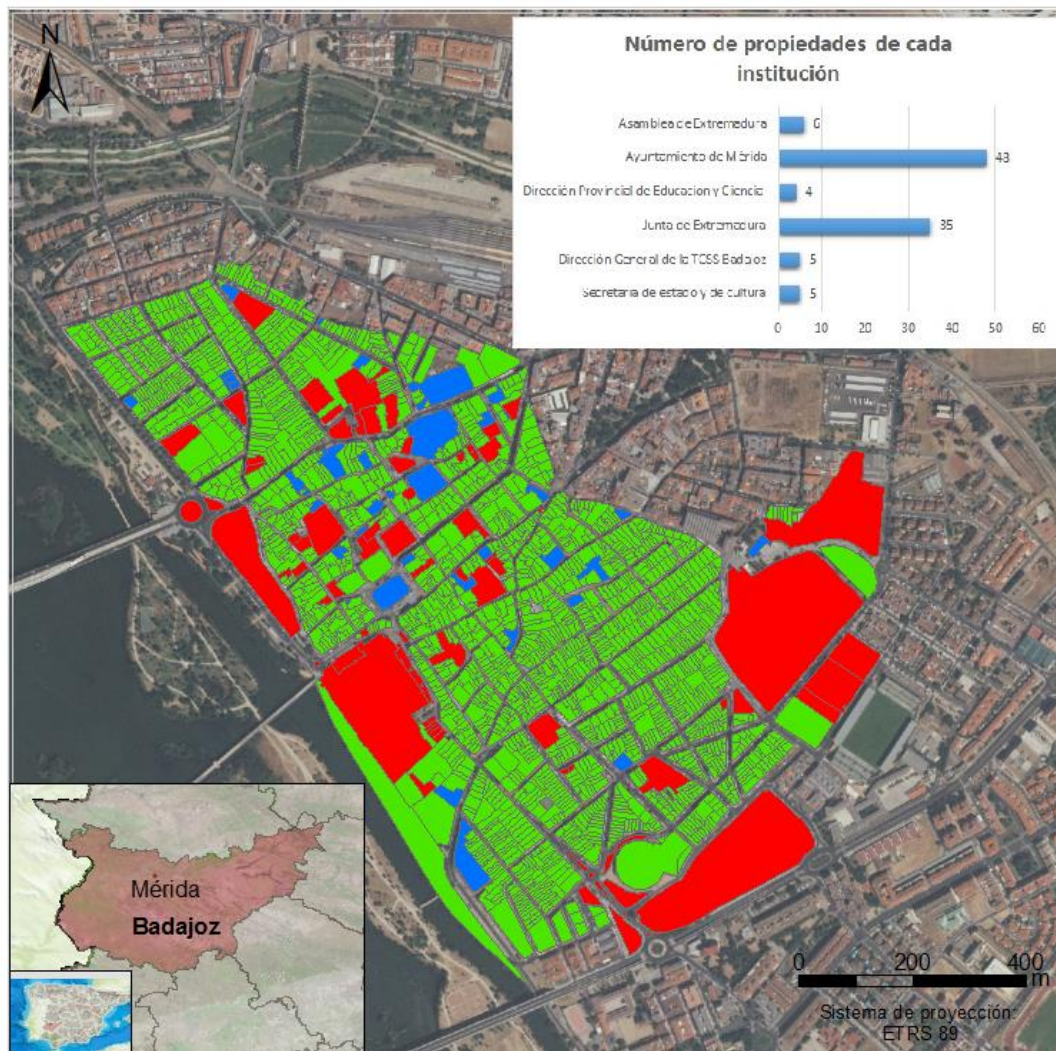 N
Número de propiedades de cada
institución
Asamblea de Extremadura
6
Ayuntamiento de Mérida
48
Dirección Provincial de Educacion y Ciencia
4
Junta de Extremadura
35
Dirección General de la TCSS Badajoz
5
Secretaria de estado y de cultura
5
0 10 20 30 40 50 60
Mérida
Badajoz
0 200 400
m
Sistema de proyección:
ETRS 89